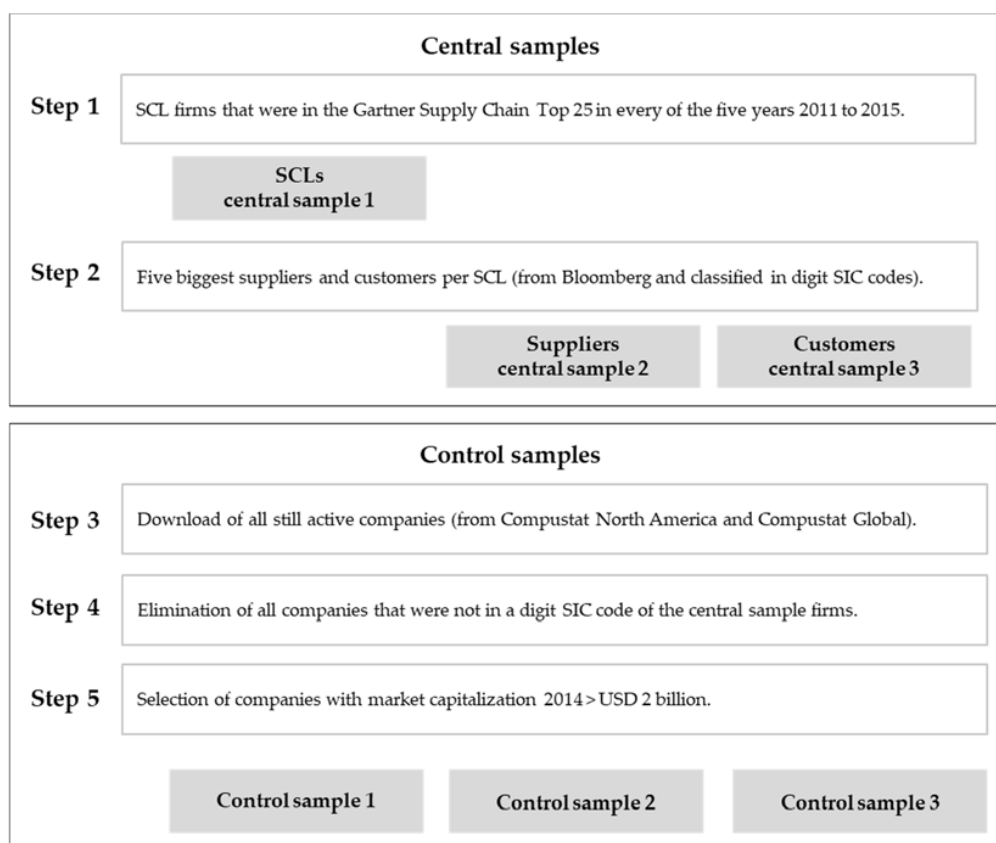 Central samples
Step 1
SCL firms that were in the Gartner Supply Chain Top 25 in every of the five years 2011 to 2015.
SCLs
central sample 1
Step 2
Five biggest suppliers and customers per SCL (from Bloomberg and classified in digit SIC codes).
Suppliers
central sample 2
Customers
central sample 3
Control samples
Step 3
Download of all still active companies (from Compustat North America and Compustat Global).
Step 4
Elimination of all companies that were not in a digit SIC code of the central sample firms.
Step 5
Selection of companies with market capitalization 2014 > USD 2 billion.
Control sample 1
Control sample 2
Control sample 3